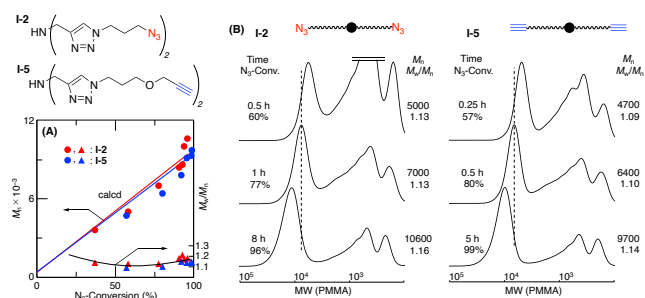 I-2
HN
N
N=N
N₃
2
I-5
HN
N
N=N
O
2
(A)
●, ▲ : I-2
●, ▲ : I-5
calcd
12
9
6
3
0
Mn × 10⁻³
1.3
1.2
1.1
Mw/Mn
0 50 100
N₃-Conversion (%)
(B)
I-2
N₃ N₃
Time
N₃-Conv.
Mn
Mw/Mn
0.5 h
60%
5000
1.13
1 h
77%
7000
1.13
8 h
96%
10600
1.16
10⁵ 10⁴ 10³
MW (PMMA)
I-5
Time
N₃-Conv.
Mn
Mw/Mn
0.25 h
57%
4700
1.09
0.5 h
80%
6400
1.10
5 h
99%
9700
1.14
10⁵ 10⁴ 10³
MW (PMMA)